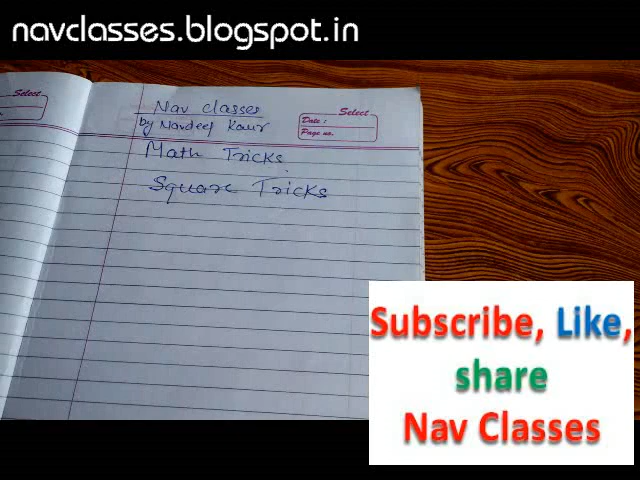 navclasses.blogspot.in
Select
Nav classes
by Navdeep Kaur
Select
Date :
Page no.
Math Tricks
Square Tricks
Subscribe, Like,
share
Nav Classes